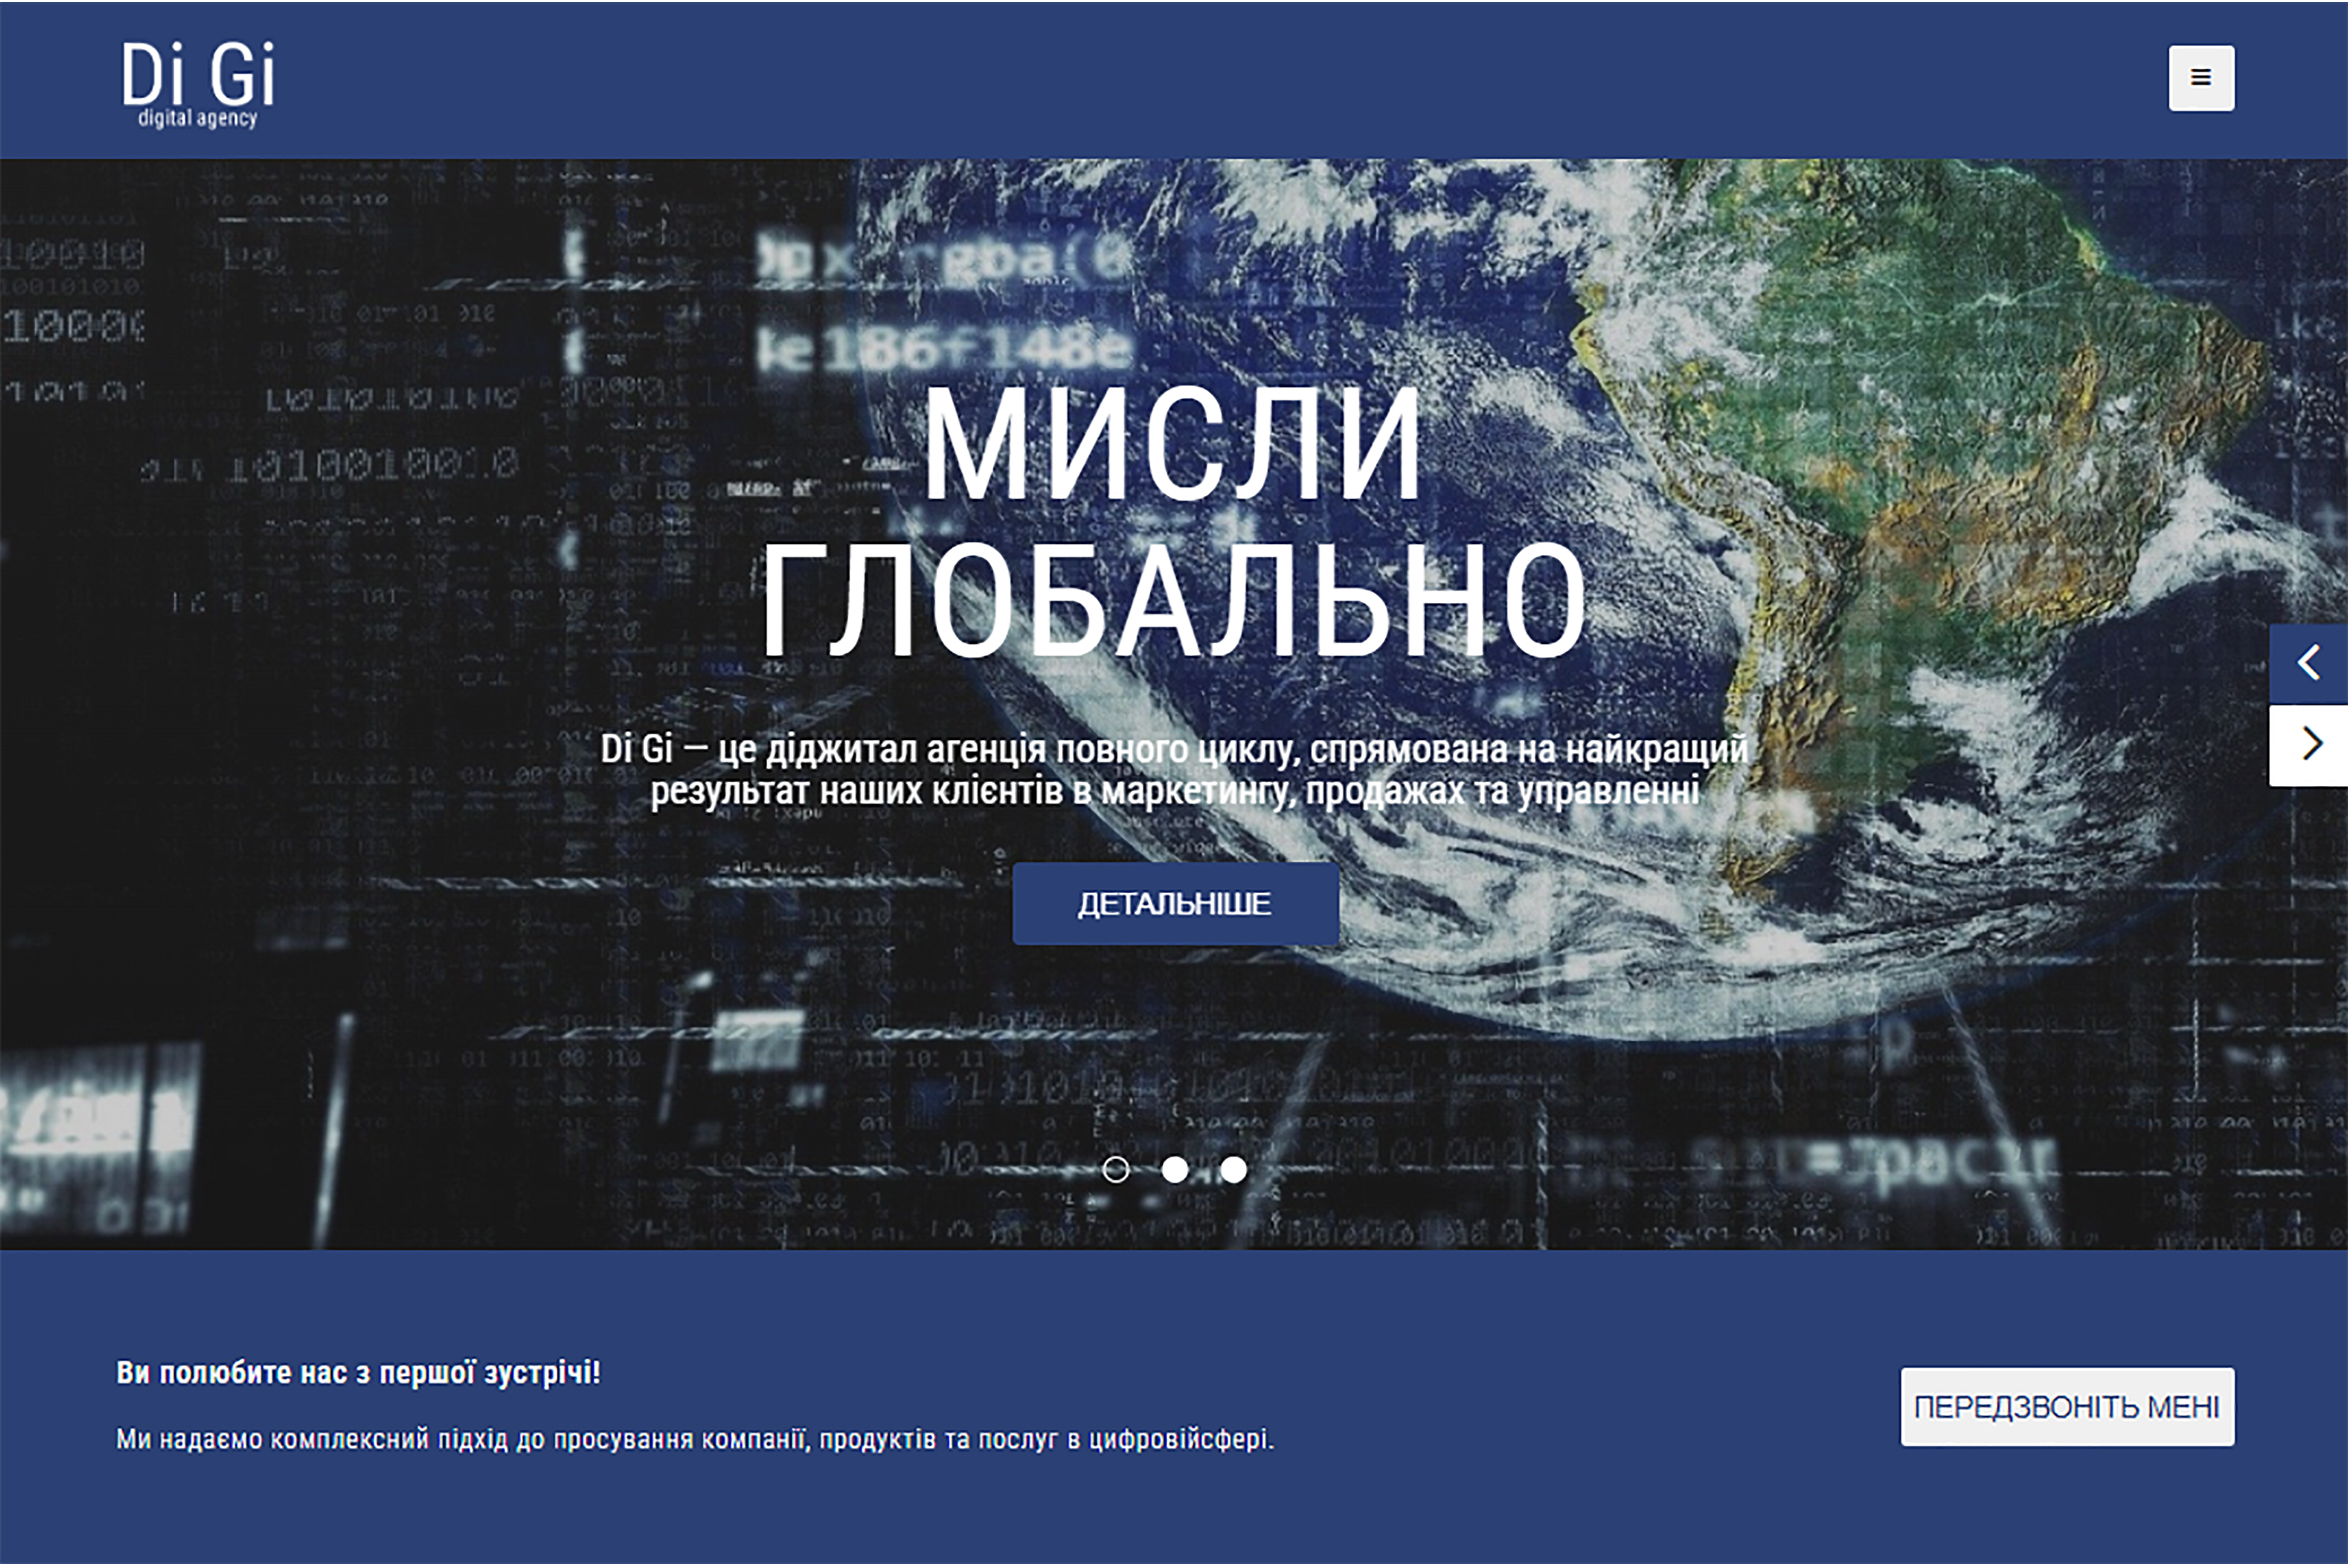 Di Gi
digital agency
МИСЛИ
ГЛОБАЛЬНО
Di Gi – це діджитал агенція повного циклу, спрямована на найкращий
результат наших клієнтів в маркетингу, продажах та управленні
ДЕТАЛЬНІШЕ
Ви полюбите нас з першої зустрічі!
Ми надаємо комплексний підхід до просування компанії, продуктів та послуг в цифровійсфері.
ПЕРЕДЗВОНІТЬ МЕНІ